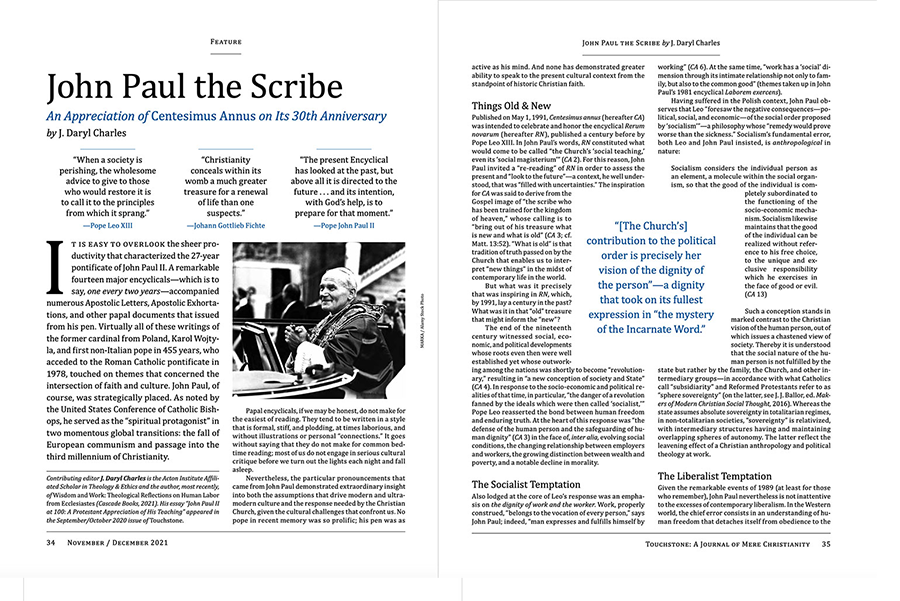 FEATURE
John Paul the Scribe
An Appreciation of Centesimus Annus on Its 30th Anniversary
by J. Daryl Charles
“When a society is
perishing, the wholesome
advice to give to those
who would restore it is
to call it to the principles
from which it sprang.”
—Pope Leo XIII
“Christianity
conceals within its
womb a much greater
treasure for a renewal
of life than one
suspects.”
—Johann Gottlieb Fichte
“The present Encyclical
has looked at the past, but
above all it is directed to the
future . . . and its intention,
with God’s help, is to
prepare for that moment.”
—Pope John Paul II
IT IS EASY TO OVERLOOK the sheer pro-
ductivity that characterized the 27-year
pontificate of John Paul II. A remarkable
fourteen major encyclicals—which is to
say, one every two years—accompanied
numerous Apostolic Letters, Apostolic Exhorta-
tions, and other papal documents that issued
from his pen. Virtually all of these writings of
the former cardinal from Poland, Karol Wojty-
la, and first non-Italian pope in 455 years, who
acceded to the Roman Catholic pontificate in
1978, touched on themes that concerned the
intersection of faith and culture. John Paul, of
course, was strategically placed. As noted by
the United States Conference of Catholic Bish-
ops, he served as the “spiritual protagonist” in
two momentous global transitions: the fall of
European communism and passage into the
third millennium of Christianity.
Contributing editor J. Daryl Charles is the Acton Institute Affili-
ated Scholar in Theology & Ethics and the author, most recently,
of Wisdom and Work: Theological Reflections on Human Labor
from Ecclesiastes (Cascade Books, 2021). His essay “John Paul II
at 100: A Protestant Appreciation of His Teaching” appeared in
the September/October 2020 issue of Touchstone.
MARKA / Alamy Stock Photo
Papal encyclicals, if we may be honest, do not make for
the easiest of reading. They tend to be written in a style
that is formal, stiff, and plodding, at times laborious, and
without illustrations or personal “connections.” It goes
without saying that they do not make for common bed-
time reading; most of us do not engage in serious cultural
critique before we turn out the lights each night and fall
asleep.
Nevertheless, the particular pronouncements that
came from John Paul demonstrated extraordinary insight
into both the assumptions that drive modern and ultra-
modern culture and the response needed by the Christian
Church, given the cultural challenges that confront us. No
pope in recent memory was so prolific; his pen was as
34 NOVEMBER / DECEMBER 2021
JOHN PAUL THE SCRIBE by J. Daryl Charles
active as his mind. And none has demonstrated greater
ability to speak to the present cultural context from the
standpoint of historic Christian faith.
Things Old & New
Published on May 1, 1991, Centesimus annus (hereafter CA)
was intended to celebrate and honor the encyclical Rerum
novarum (hereafter RN), published a century before by
Pope Leo XIII. In John Paul’s words, RN constituted what
would come to be called “the Church’s ‘social teaching,’
even its ‘social magisterium’” (CA 2). For this reason, John
Paul invited a “re-reading” of RN in order to assess the
present and “look to the future”—a context, he well under-
stood, that was “filled with uncertainties.” The inspiration
for CA was said to derive from the
Gospel image of “the scribe who
has been trained for the kingdom
of heaven,” whose calling is to
“bring out of his treasure what
is new and what is old” (CA 3; cf.
Matt. 13:52). “What is old” is that
tradition of truth passed on by the
Church that enables us to inter-
pret “new things” in the midst of
contemporary life in the world.
But what was it precisely
that was inspiring in RN, which,
by 1991, lay a century in the past?
What was it in that “old” treasure
that might inform the “new”?
The end of the nineteenth
century witnessed social, eco-
nomic, and political developments
whose roots even then were well
established yet whose outwork-
ing among the nations was shortly to become “revolution-
ary,” resulting in “a new conception of society and State”
(CA 4). In response to the socio-economic and political re-
alities of that time, in particular, “the danger of a revolution
fanned by the ideals which were then called ‘socialist,’”
Pope Leo reasserted the bond between human freedom
and enduring truth. At the heart of this response was “the
defense of the human person and the safeguarding of hu-
man dignity” (CA 3) in the face of, inter alia, evolving social
conditions, the changing relationship between employers
and workers, the growing distinction between wealth and
poverty, and a notable decline in morality.
The Socialist Temptation
Also lodged at the core of Leo’s response was an empha-
sis on the dignity of work and the worker. Work, properly
construed, “belongs to the vocation of every person,” says
John Paul; indeed, “man expresses and fulfills himself by
“[The Church’s]
contribution to the political
order is precisely her
vision of the dignity of
the person”—a dignity
that took on its fullest
expression in “the mystery
of the Incarnate Word.”
working” (CA 6). At the same time, “work has a ‘social’ di-
mension through its intimate relationship not only to fam-
ily, but also to the common good” (themes taken up in John
Paul’s 1981 encyclical Laborem exercens).
Having suffered in the Polish context, John Paul ob-
serves that Leo “foresaw the negative consequences—po-
litical, social, and economic—of the social order proposed
by ‘socialism’”—a philosophy whose “remedy would prove
worse than the sickness.” Socialism’s fundamental error,
both Leo and John Paul insisted, is anthropological in
nature:
Socialism considers the individual person as
an element, a molecule within the social organ-
ism, so that the good of the individual is com-
pletely subordinated to
the functioning of the
socio-economic mecha-
nism. Socialism likewise
maintains that the good
of the individual can be
realized without refer-
ence to his free choice,
to the unique and ex-
clusive responsibility
which he exercises in
the face of good or evil.
(CA 13)
Such a conception stands in
marked contrast to the Christian
vision of the human person, out of
which issues a chastened view of
society. Thereby it is understood
that the social nature of the hu-
man person is not fulfilled by the
state but rather by the family, the Church, and other in-
termediary groups—in accordance with what Catholics
call “subsidiarity” and Reformed Protestants refer to as
“sphere sovereignty” (on the latter, see J. J. Ballor, ed. Mak-
ers of Modern Christian Social Thought, 2016). Whereas the
state assumes absolute sovereignty in totalitarian regimes,
in non-totalitarian societies, “sovereignty” is relativized,
with intermediary structures having and maintaining
overlapping spheres of autonomy. The latter reflect the
leavening effect of a Christian anthropology and political
theology at work.
The Liberalist Temptation
Given the remarkable events of 1989 (at least for those
who remember), John Paul nevertheless is not inattentive
to the excesses of contemporary liberalism. In the Western
world, the chief error consists in an understanding of hu-
man freedom that detaches itself from obedience to the
TOUCHSTONE: A JOURNAL OF MERE CHRISTIANITY 35